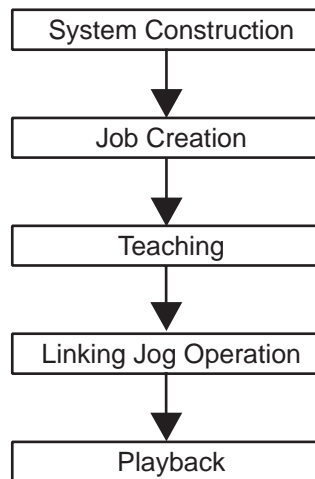 System Construction
Job Creation
Teaching
Linking Jog Operation
Playback